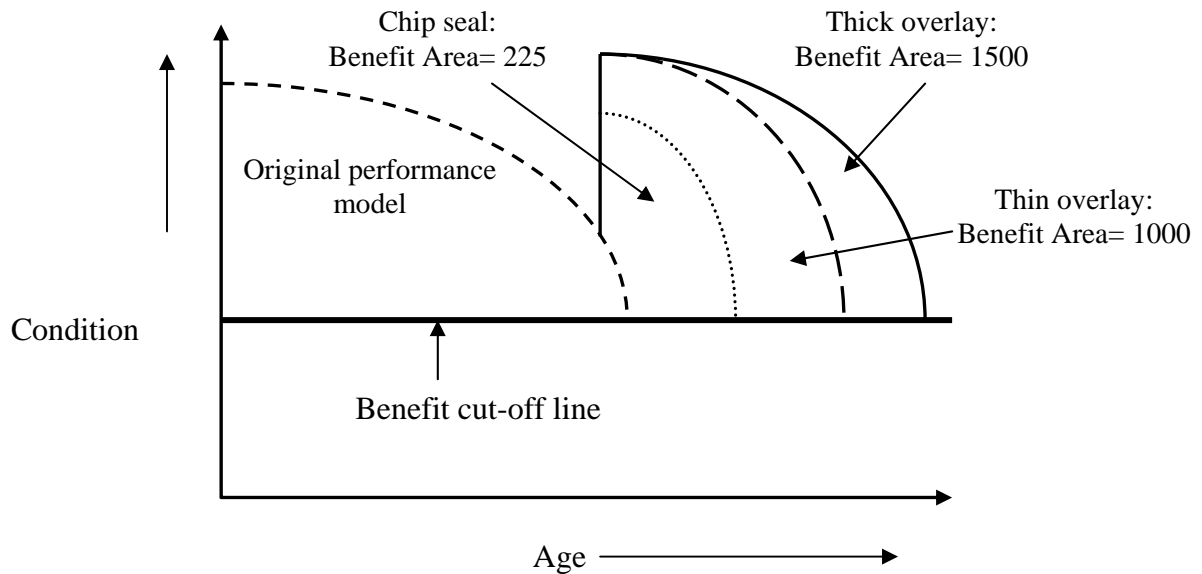 Chip seal:
Benefit Area= 225
Thick overlay:
Benefit Area= 1500
Original performance
model
Thin overlay:
Benefit Area= 1000
Condition
Benefit cut-off line
Age